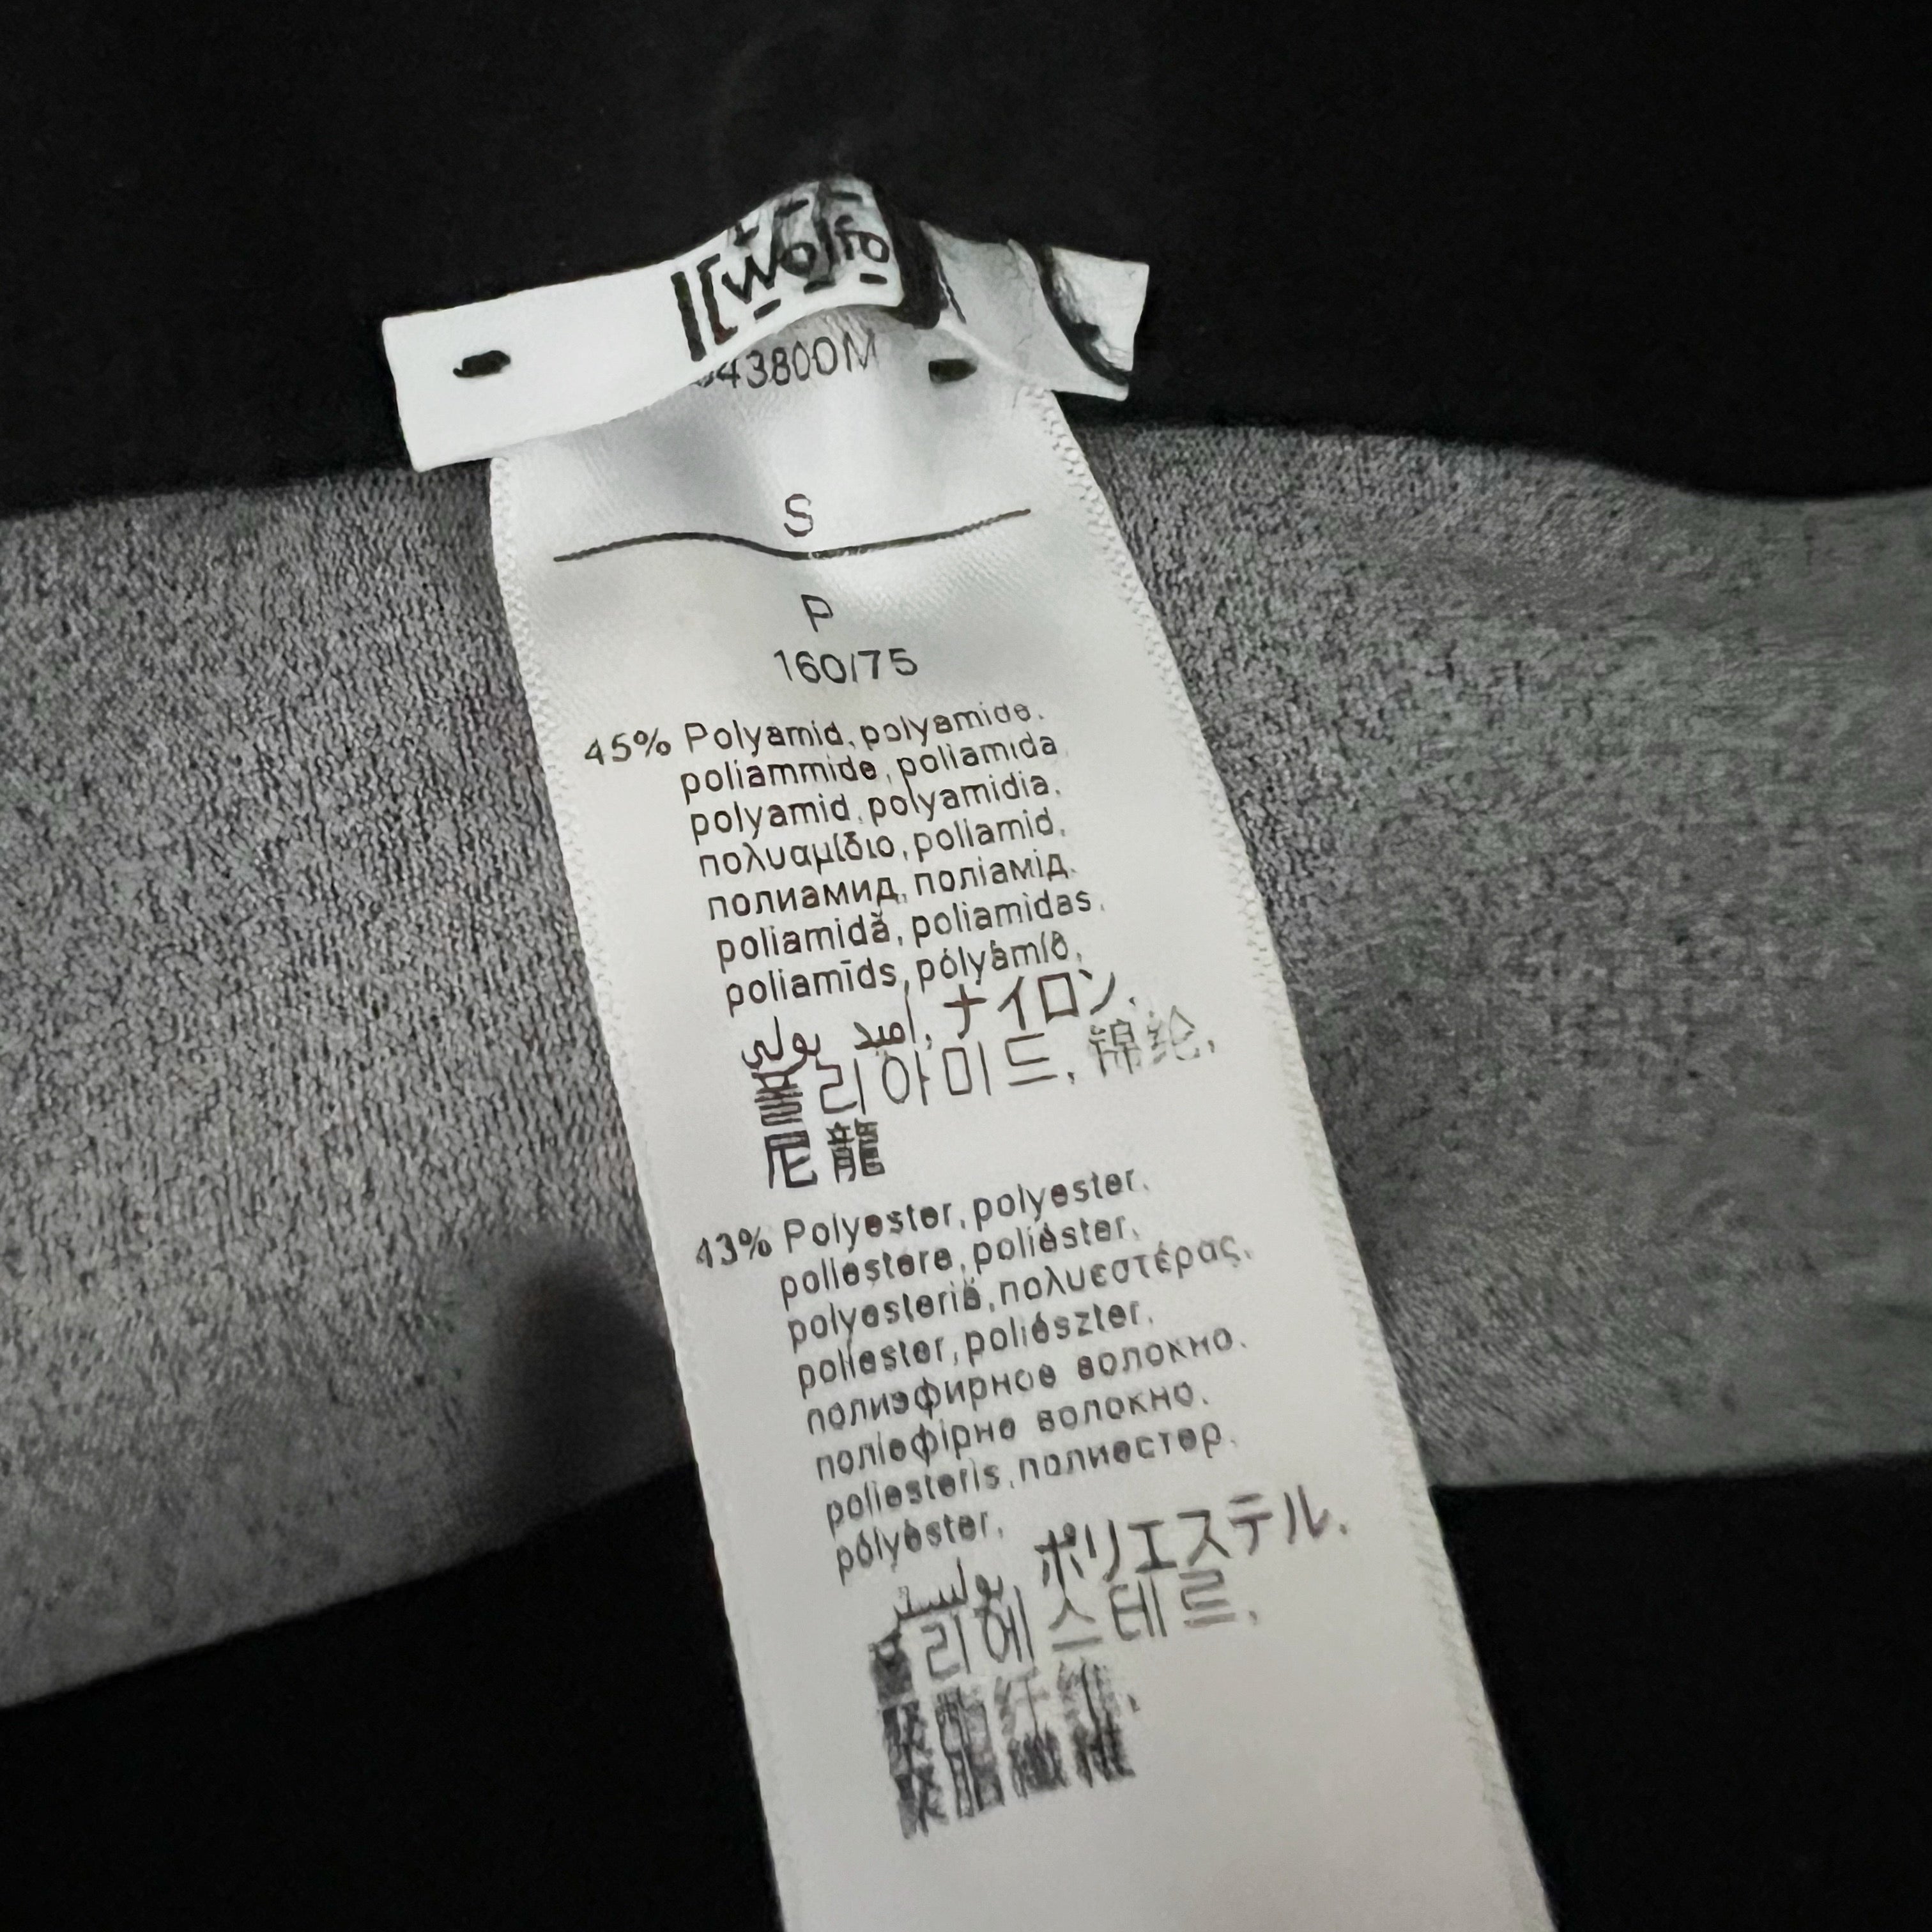 [Wolfo
43800M
S
P
160/75
45% Polyamid, polyamide,
poliammide, poliamida
polyamid, polyamidia,
πολυαμίδιο, poliamid,
полиамид, поліамід,
poliamidă, poliamidas,
poliamīds, pólýamíð,
بولي اميد, ナイロン,
폴리아미드, 锦纶,
尼龍
43% Polyester, polyester,
poliestere, poliéster,
polyesteriä, πολυεστέρας,
poliester, poliészter,
полиэфирное волокно,
поліефірне волокно,
poliesteris, полиестер,
pólýester,
بوليستر ポリエステル,
리에스테르,